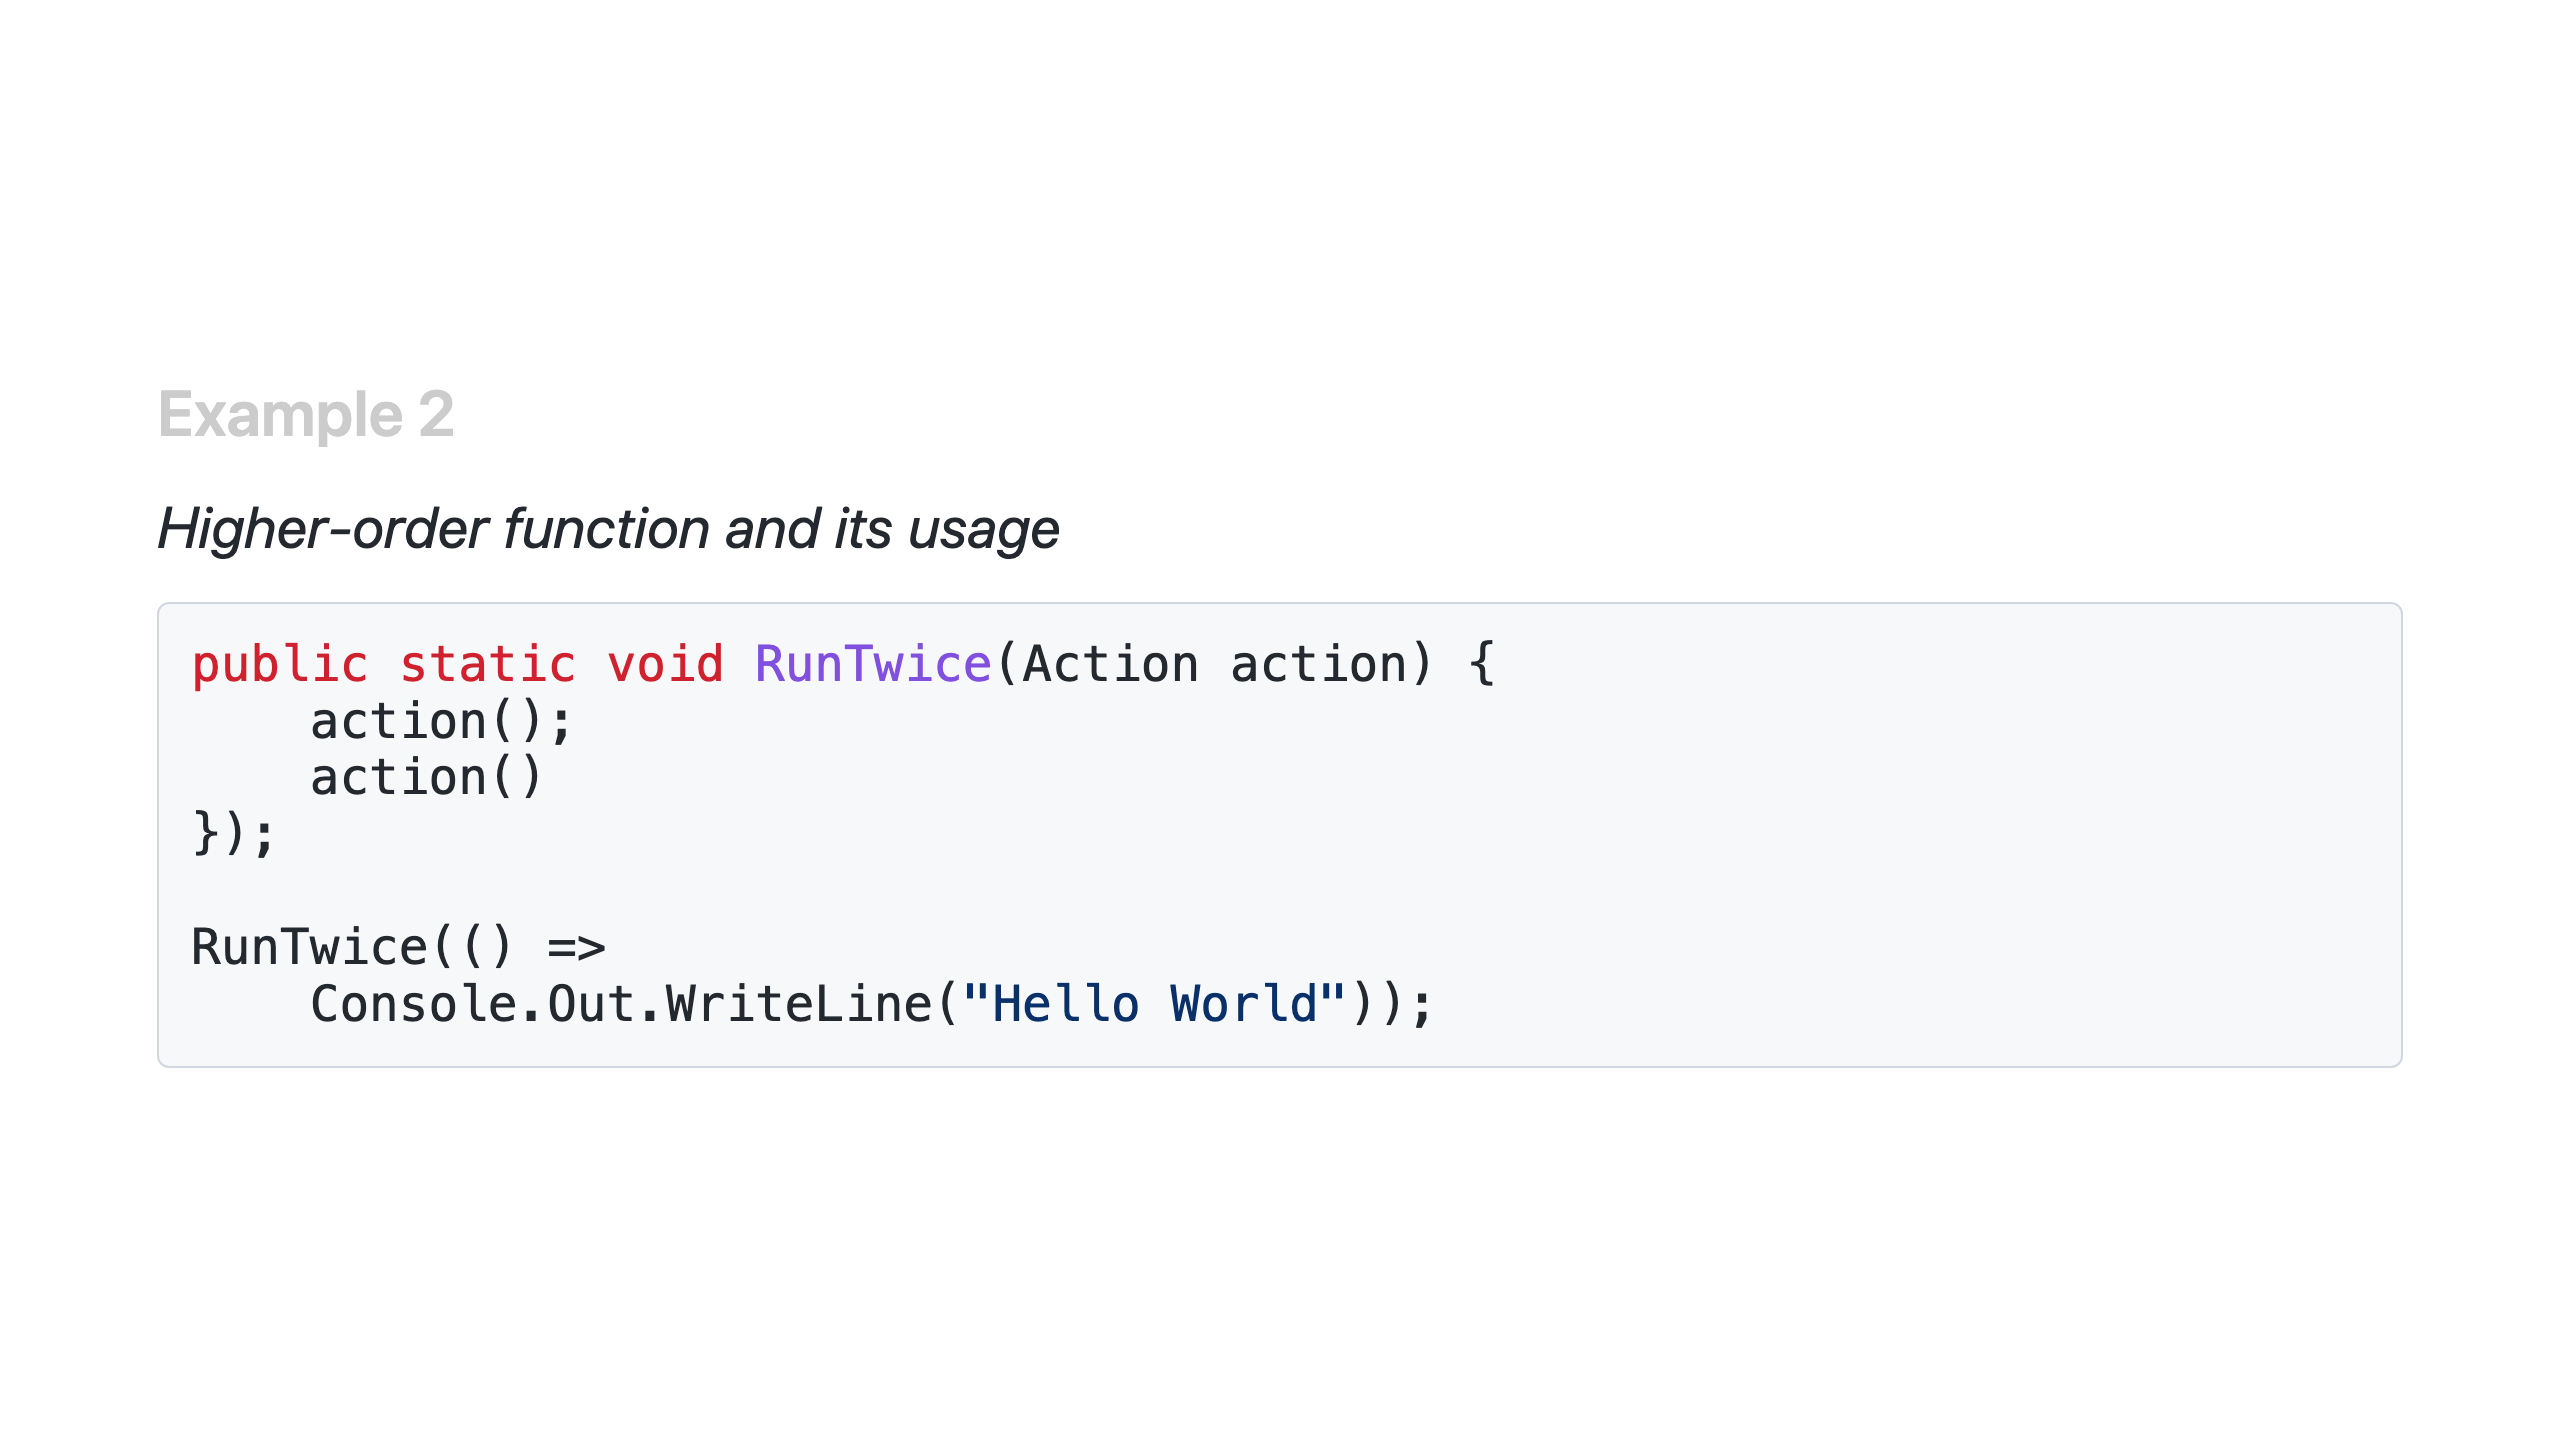 Example 2
Higher-order function and its usage
public static void RunTwice(Action action) {
    action();
    action()
});

RunTwice(() =>
    Console.Out.WriteLine("Hello World"));